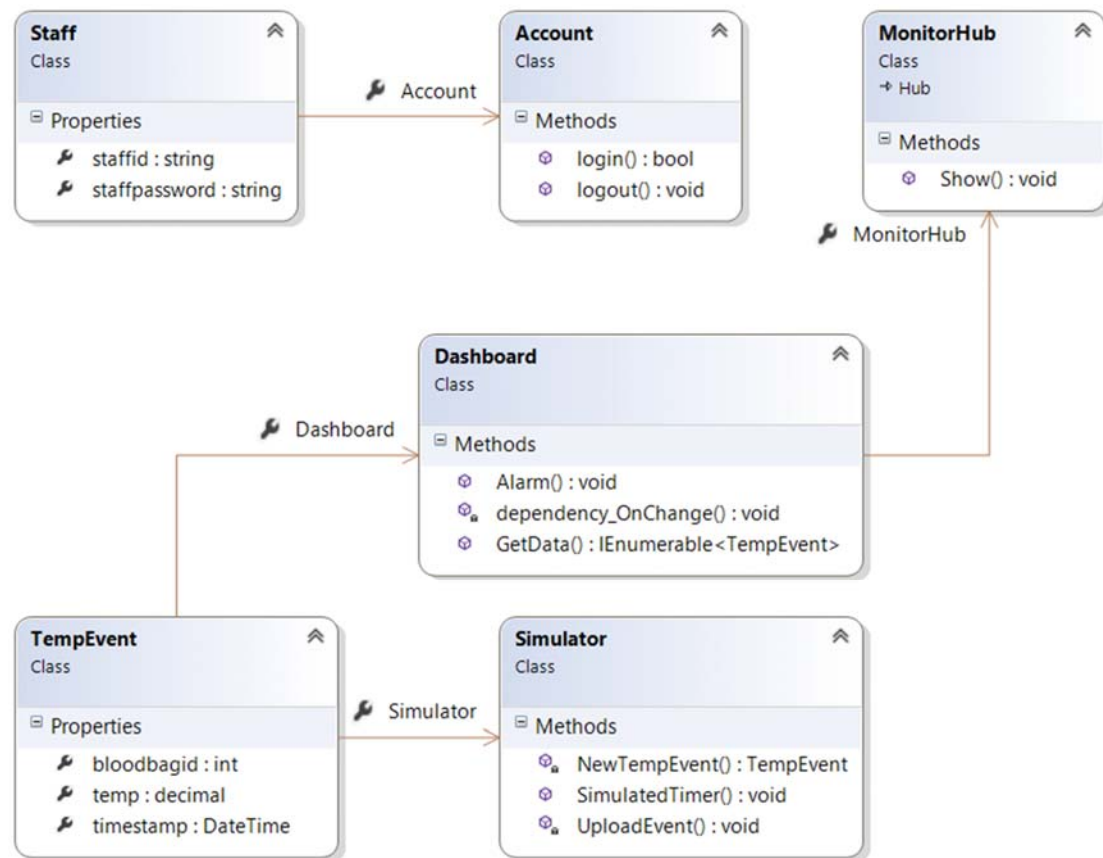 Staff
Class
Properties
staffid : string
staffpassword : string
Account
Account
Class
Methods
login() : bool
logout() : void
MonitorHub
Class
Hub
Methods
Show() : void
MonitorHub
Dashboard
Dashboard
Class
Methods
Alarm() : void
dependency_OnChange() : void
GetData() : IEnumerable<TempEvent>
TempEvent
Class
Properties
bloodbagid : int
temp : decimal
timestamp : DateTime
Simulator
Simulator
Class
Methods
NewTempEvent() : TempEvent
SimulatedTimer() : void
UploadEvent() : void